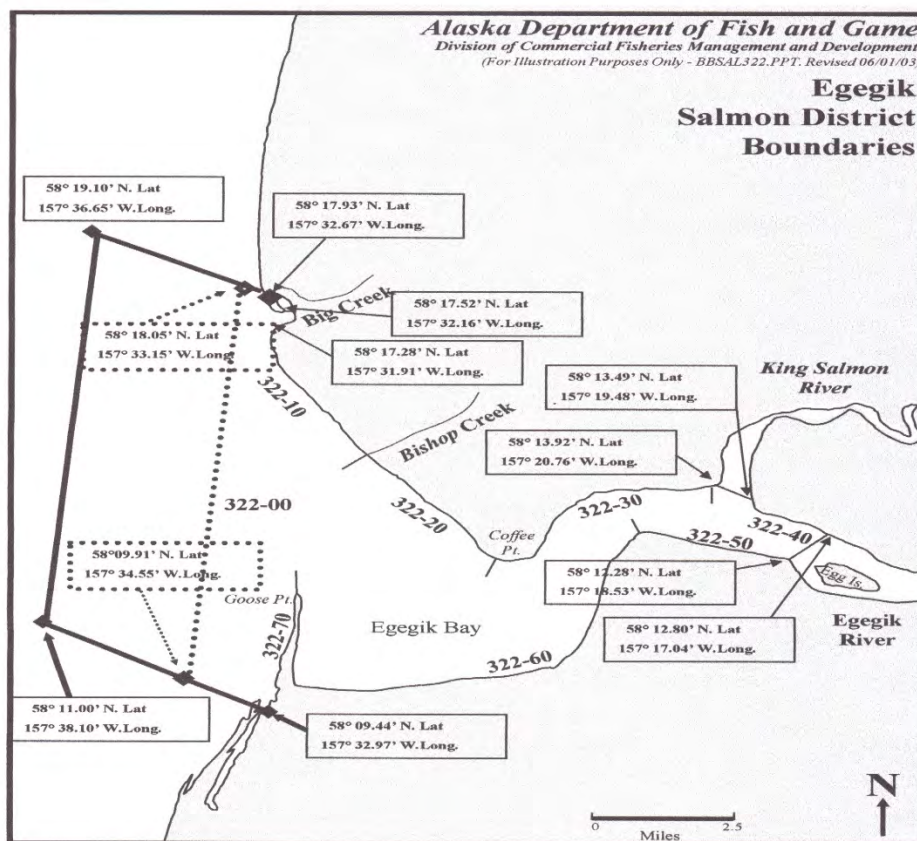 Alaska Department of Fish and Game
Division of Commercial Fisheries Management and Development
(For Illustration Purposes Only - BBSAL322.PPT. Revised 06/01/03)
Egegik
Salmon District
Boundaries
58° 19.10' N. Lat
157° 36.65' W.Long.
58° 17.93' N. Lat
157° 32.67' W.Long.
Big Creek
58° 17.52' N. Lat
157° 32.16' W.Long.
58° 18.05' N. Lat
157° 33.15' W.Long
58° 17.28' N. Lat
157° 31.91' W.Long.
322-10
58° 13.49' N. Lat
157° 19.48' W.Long.
King Salmon
River
Bishop Creek
58° 13.92' N. Lat
157° 20.76' W.Long.
322-00
322-20
322-30
322-40
322-50
Coffee
Pt.
58°09.91' N. Lat
157° 34.55' W.Long.
58° 12.28' N. Lat
157° 18.53' W.Long.
Egg Is.
Goose Pt.
322-70
Egegik Bay
58° 12.80' N. Lat
157° 17.04' W.Long.
Egegik
River
322-60
58° 11.00' N. Lat
157° 38.10' W.Long.
58° 09.44' N. Lat
157° 32.97' W.Long.
N
0
2.5
Miles